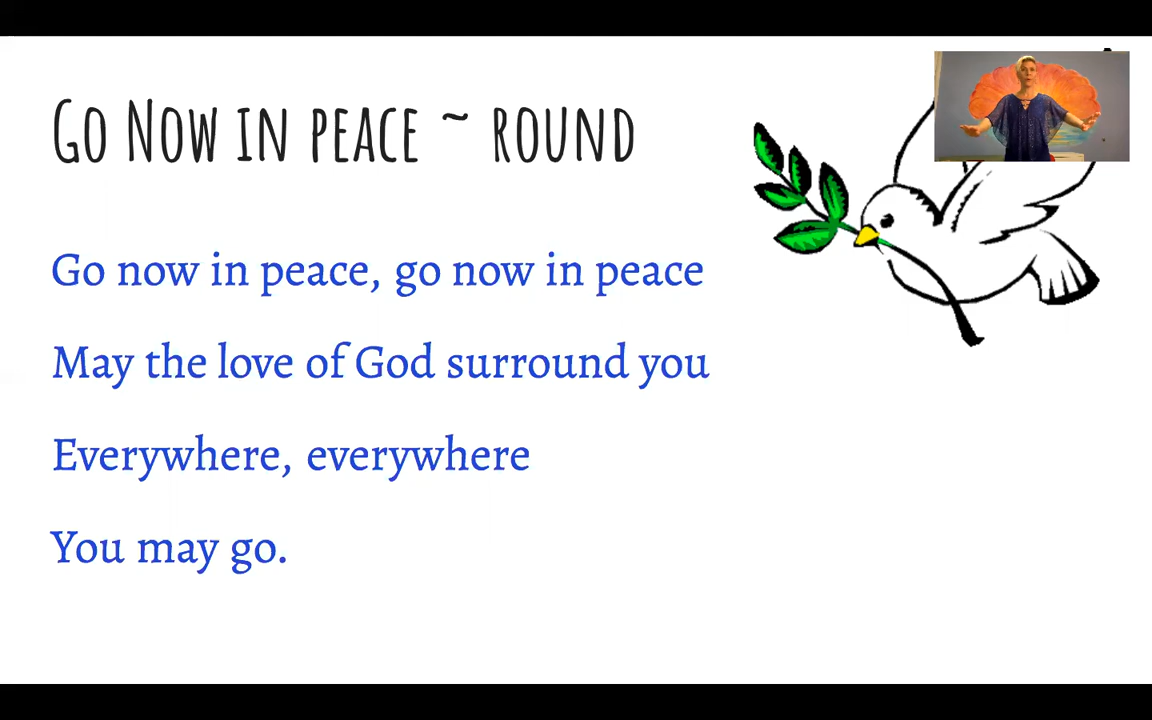 Go Now in peace ~ round
Go now in peace, go now in peace
May the love of God surround you
Everywhere, everywhere
You may go.